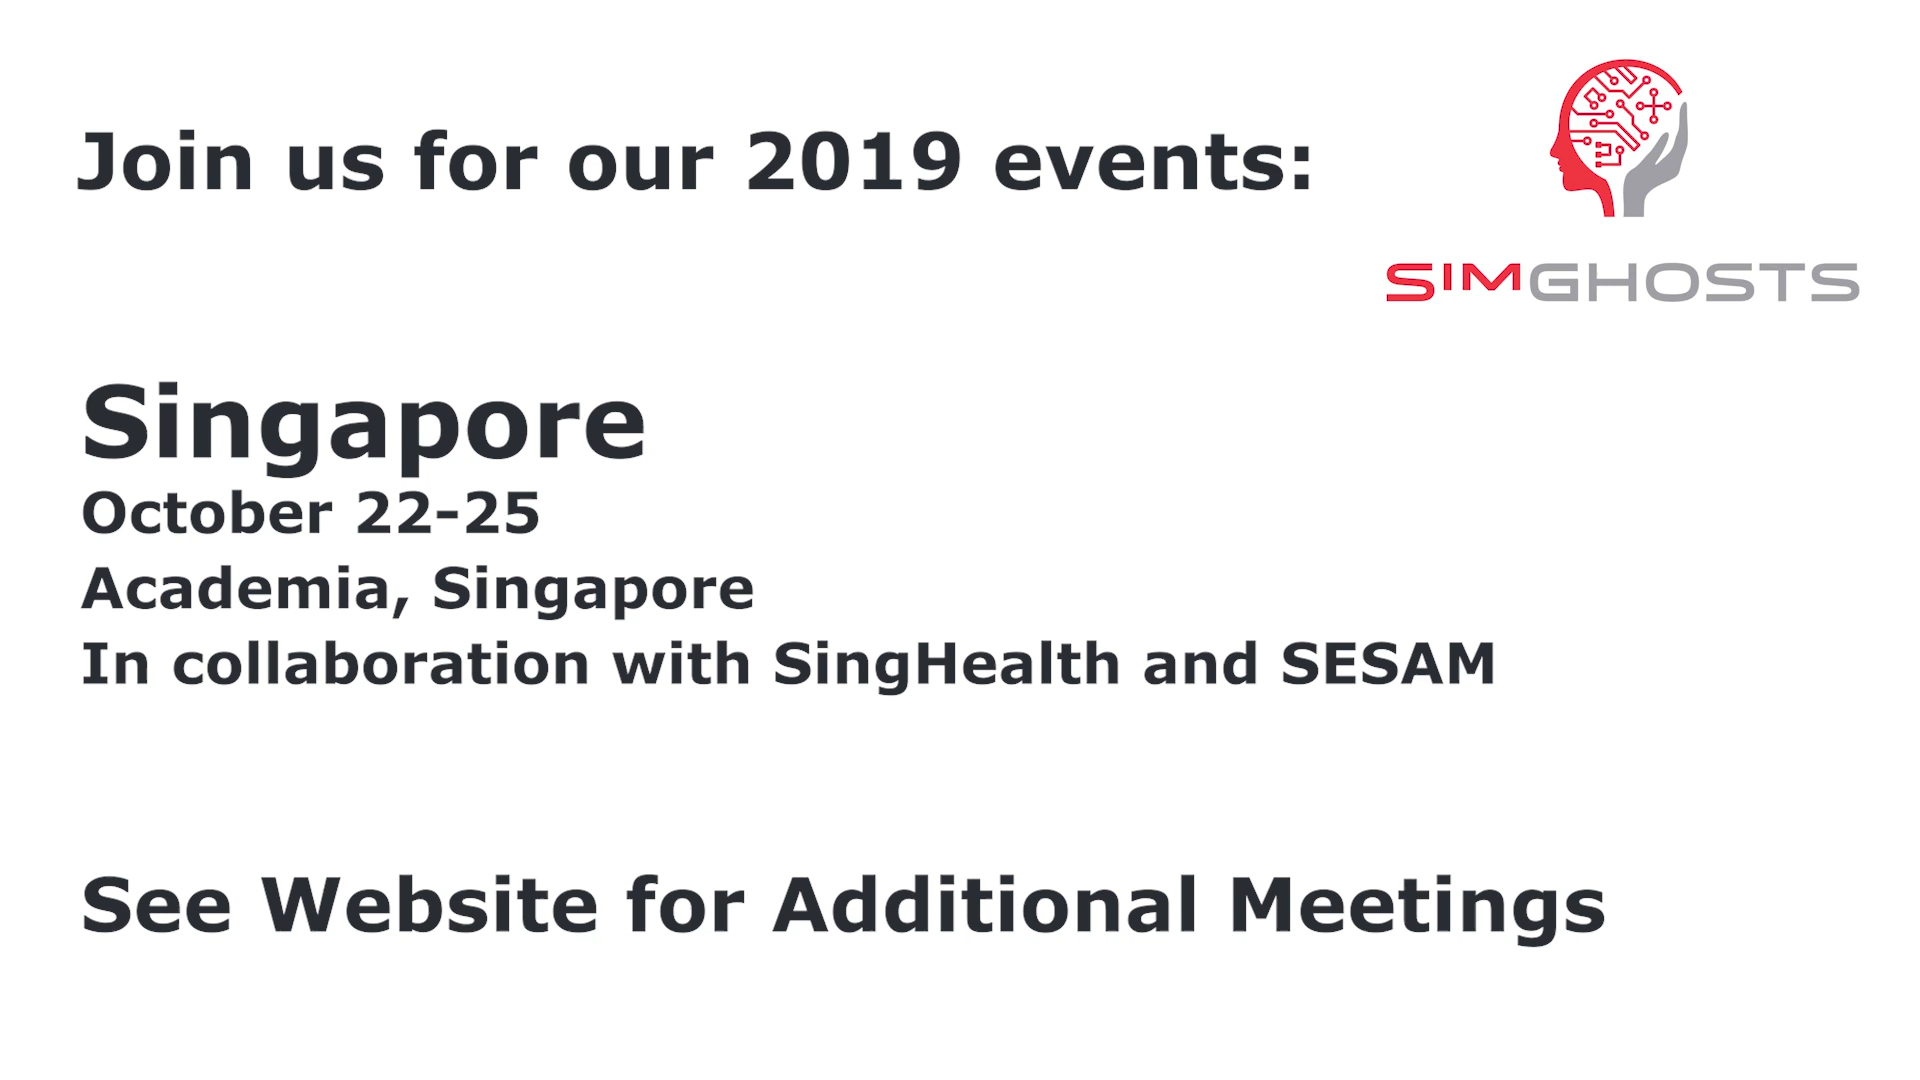 Join us for our 2019 events:
SIMGHOSTS
Singapore
October 22-25
Academia, Singapore
In collaboration with SingHealth and SESAM
See Website for Additional Meetings